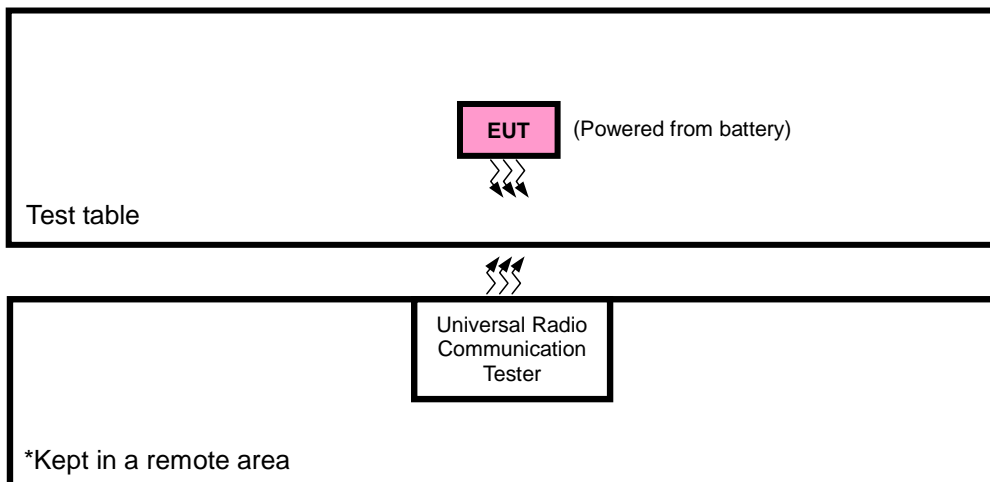 EUT
(Powered from battery)
Test table
Universal Radio
Communication
Tester
*Kept in a remote area